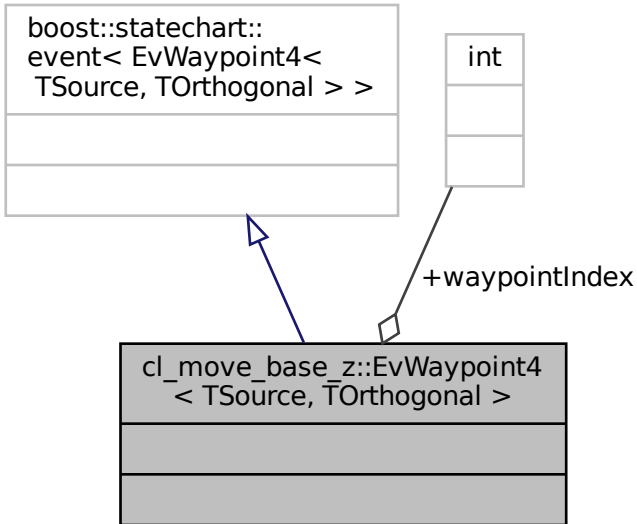 boost::statechart::
event< EvWaypoint4<
TSource, TOrthogonal > >
int
+waypointIndex
cl_move_base_z::EvWaypoint4
< TSource, TOrthogonal >